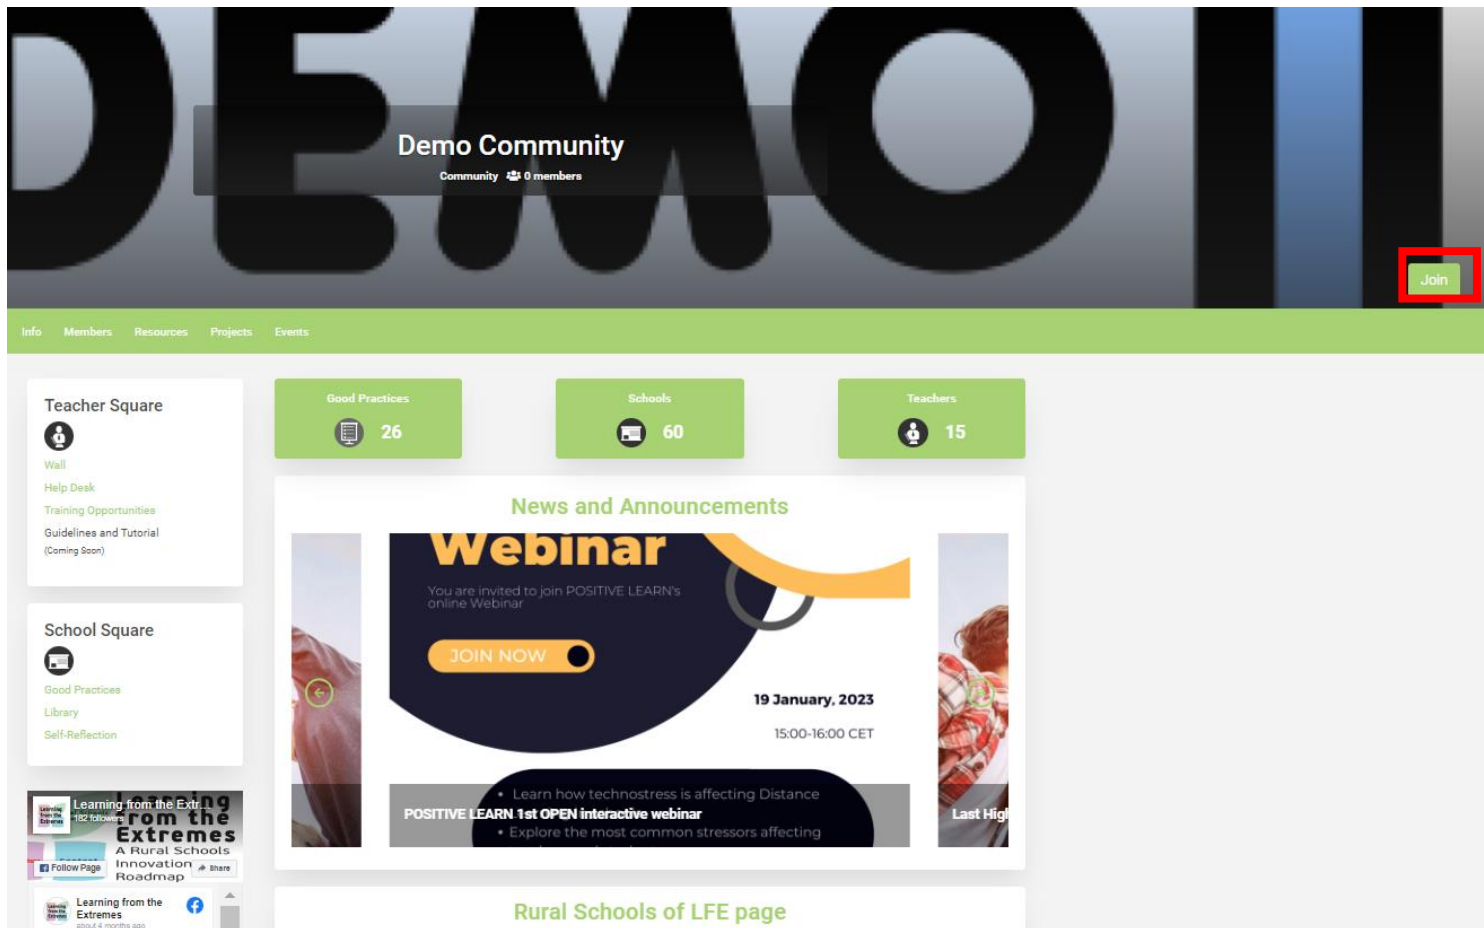 DEMO
Demo Community
Community 0 members
Join
Info Members Resources Projects Events
Teacher Square
Wall
Help Desk
Training Opportunities
Guidelines and Tutorial
(Coming Soon)
School Square
Good Practices
Library
Self-Reflection
Learning from the Extr...
182 followers
from the
Extremes
A Rural Schools
Innovation
Roadmap
Follow Page
Share
Learning from the
Extremes
about 4 months ago
Good Practices
26
Schools
60
Teachers
15
News and Announcements
Webinar
You are invited to join POSITIVE LEARN's
online Webinar
JOIN NOW
19 January, 2023
15:00-16:00 CET
• Learn how technostress is affecting Distance
POSITIVE LEARN 1st OPEN interactive webinar
• Explore the most common stressors affecting
Last High
Rural Schools of LFE page